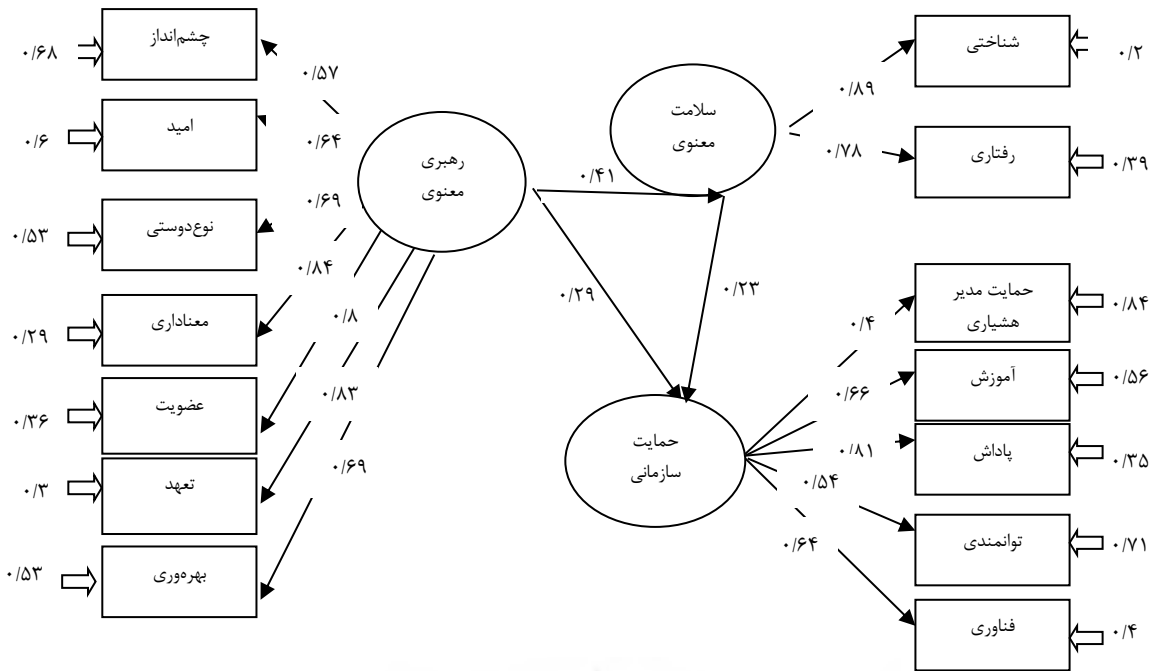 چشم‌انداز
۰/۶۸
۰/۵۷
امید
۰/۶
۰/۶۴
نوع‌دوستی
۰/۵۳
۰/۶۹
معناداری
۰/۲۹
۰/۸۴
عضویت
۰/۳۶
۰/۸
تعهد
۰/۳
۰/۸۳
بهره‌وری
۰/۵۳
۰/۶۹
رهبری
معنوی
۰/۴۱
۰/۲۹
سلامت
معنوی
۰/۲۳
حمایت
سازمانی
شناختی
۰/۲
۰/۸۹
رفتاری
۰/۳۹
۰/۷۸
حمایت مدیر
هشیاری
۰/۸۴
۰/۴
آموزش
۰/۵۶
۰/۶۶
پاداش
۰/۳۵
۰/۸۱
توانمندی
۰/۷۱
۰/۵۴
فناوری
۰/۴
۰/۶۴